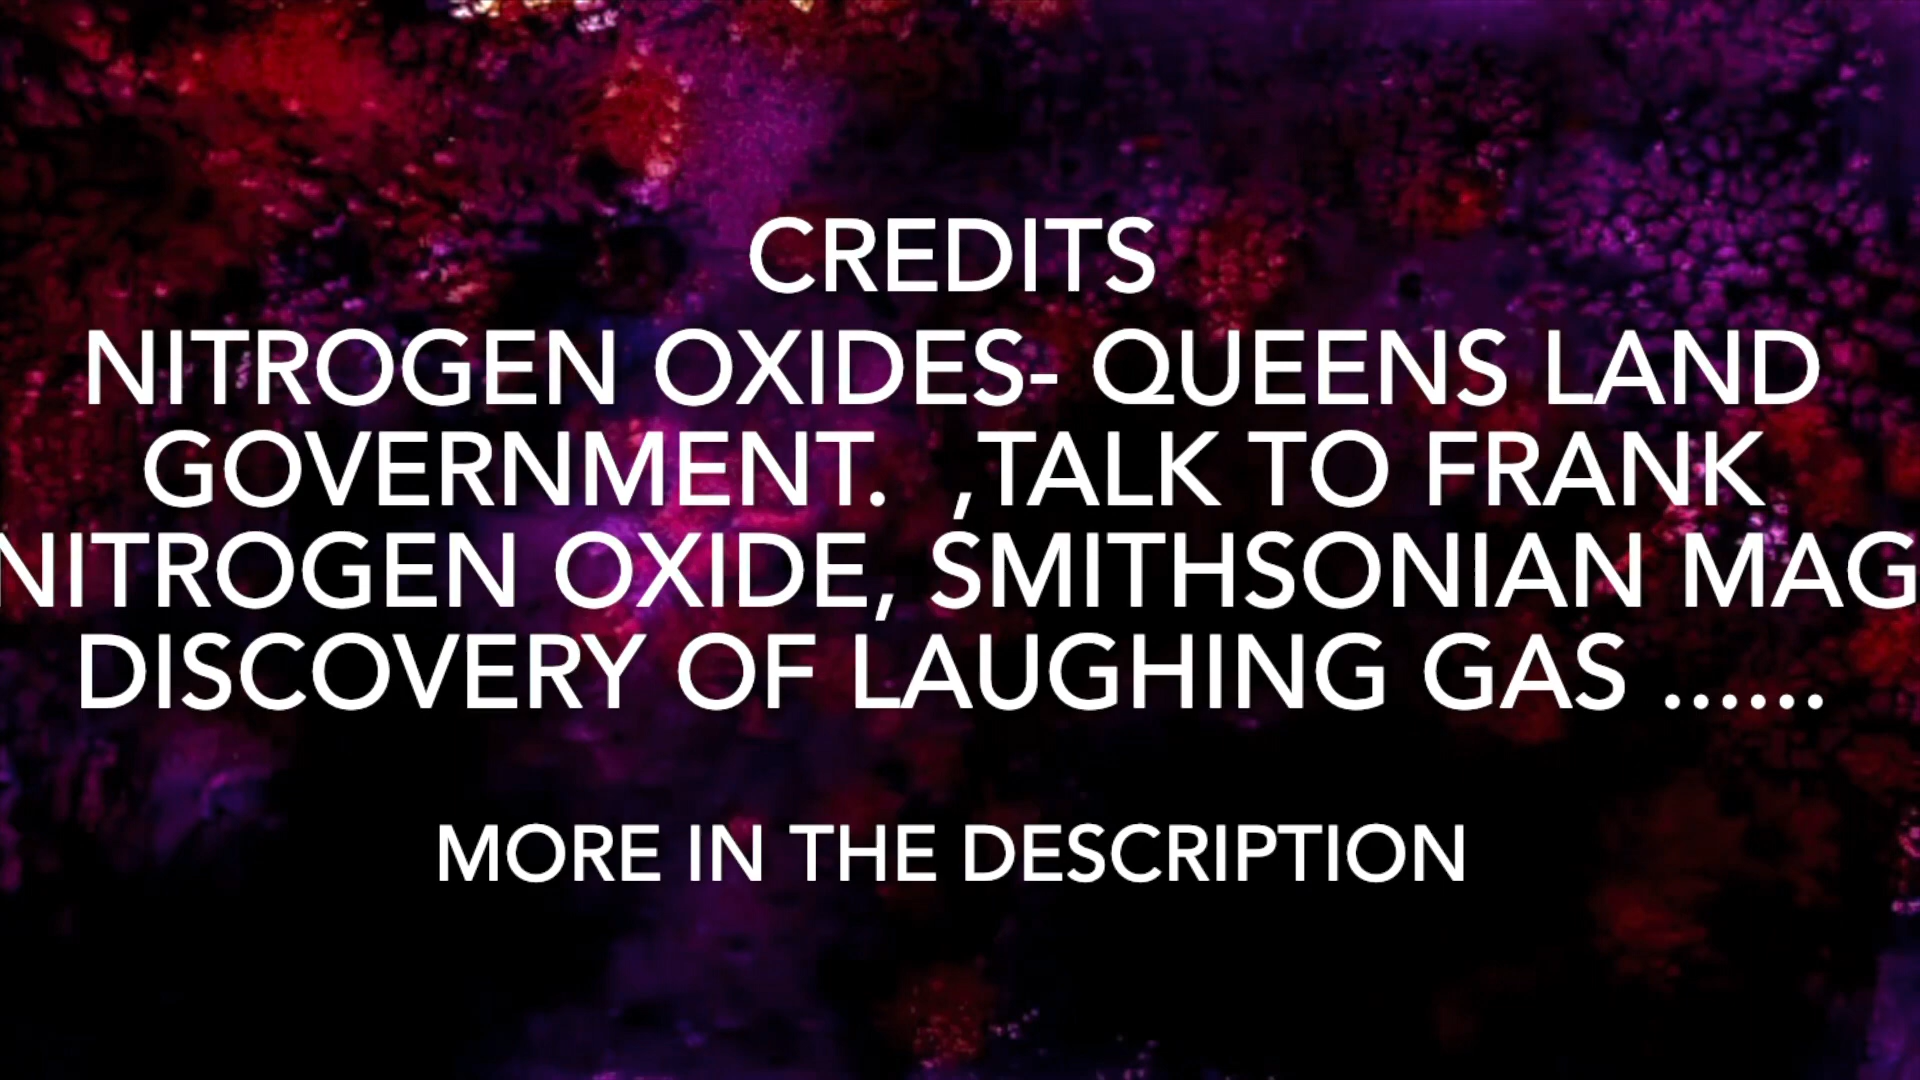 CREDITS
NITROGEN OXIDES- QUEENS LAND
GOVERNMENT.  ,TALK TO FRANK
NITROGEN OXIDE, SMITHSONIAN MAG
DISCOVERY OF LAUGHING GAS ......
MORE IN THE DESCRIPTION